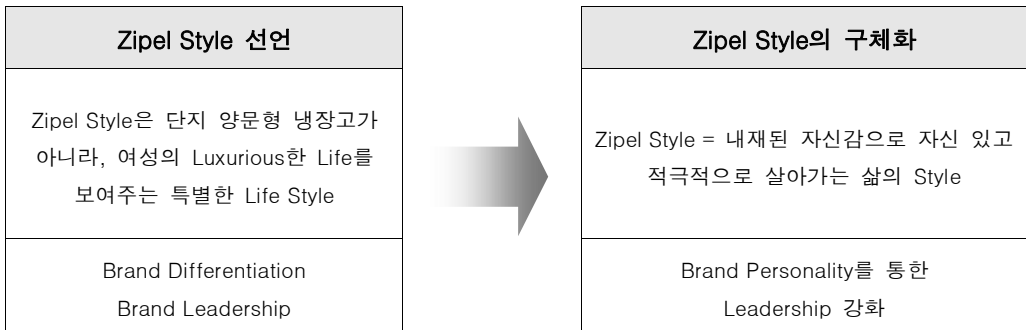 Zipel Style 선언
Zipel Style은 단지 양문형 냉장고가
아니라, 여성의 Luxurious한 Life를
보여주는 특별한 Life Style
Brand Differentiation
Brand Leadership
Zipel Style의 구체화
Zipel Style = 내재된 자신감으로 자신 있고
적극적으로 살아가는 삶의 Style
Brand Personality를 통한
Leadership 강화